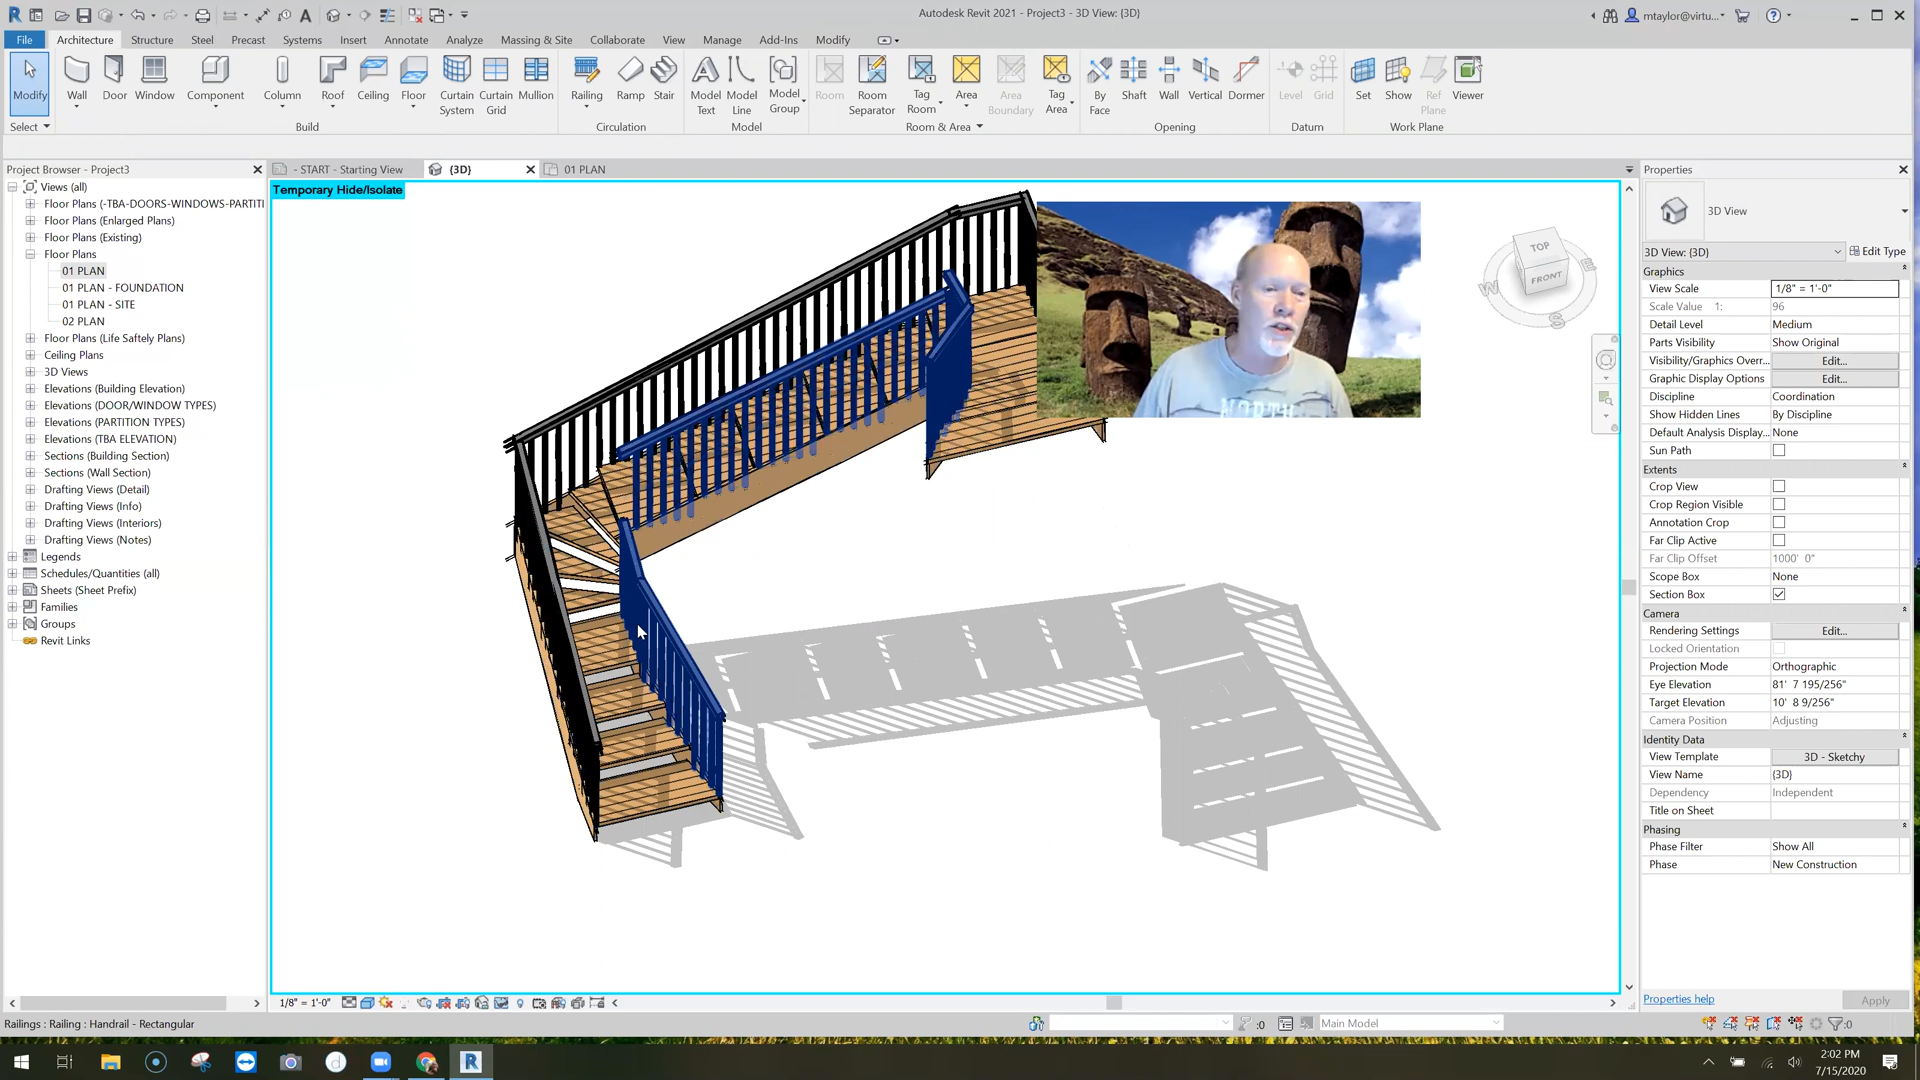 Autodesk Revit 2021 - Project3 - 3D View: {3D}
mtaylor@virtu...
File Architecture Structure Steel Precast Systems Insert Annotate Analyze Massing & Site Collaborate View Manage Add-Ins Modify
Modify Wall Door Window Component Column Roof Ceiling Floor Curtain System Curtain Grid Mullion Railing Ramp Stair Model Text Model Line Model Group Room Room Separator Tag Room Area Area Boundary Tag Area By Face Shaft Wall Vertical Dormer Level Grid Set Show Ref Plane Viewer
Select Build Circulation Model Room & Area Opening Datum Work Plane
Project Browser - Project3
- START - Starting View {3D} 01 PLAN
Properties
Temporary Hide/Isolate
Views (all)
Floor Plans (-TBA-DOORS-WINDOWS-PARTITI
Floor Plans (Enlarged Plans)
Floor Plans (Existing)
Floor Plans
01 PLAN
01 PLAN - FOUNDATION
01 PLAN - SITE
02 PLAN
Floor Plans (Life Saftely Plans)
Ceiling Plans
3D Views
Elevations (Building Elevation)
Elevations (DOOR/WINDOW TYPES)
Elevations (PARTITION TYPES)
Elevations (TBA ELEVATION)
Sections (Building Section)
Sections (Wall Section)
Drafting Views (Detail)
Drafting Views (Info)
Drafting Views (Interiors)
Drafting Views (Notes)
Legends
Schedules/Quantities (all)
Sheets (Sheet Prefix)
Families
Groups
Revit Links
TOP
FRONT
W
E
S
NORTH
3D View
3D View: {3D} Edit Type
Graphics
View Scale 1/8" = 1'-0"
Scale Value 1: 96
Detail Level Medium
Parts Visibility Show Original
Visibility/Graphics Overr... Edit...
Graphic Display Options Edit...
Discipline Coordination
Show Hidden Lines By Discipline
Default Analysis Display... None
Sun Path
Extents
Crop View
Crop Region Visible
Annotation Crop
Far Clip Active
Far Clip Offset 1000' 0"
Scope Box None
Section Box
Camera
Rendering Settings Edit...
Locked Orientation
Projection Mode Orthographic
Eye Elevation 81' 7 195/256"
Target Elevation 10' 8 9/256"
Camera Position Adjusting
Identity Data
View Template 3D - Sketchy
View Name {3D}
Dependency Independent
Title on Sheet
Phasing
Phase Filter Show All
Phase New Construction
Properties help Apply
1/8" = 1'-0"
Railings : Railing : Handrail - Rectangular
:0
Main Model
:0
2:02 PM
7/15/2020